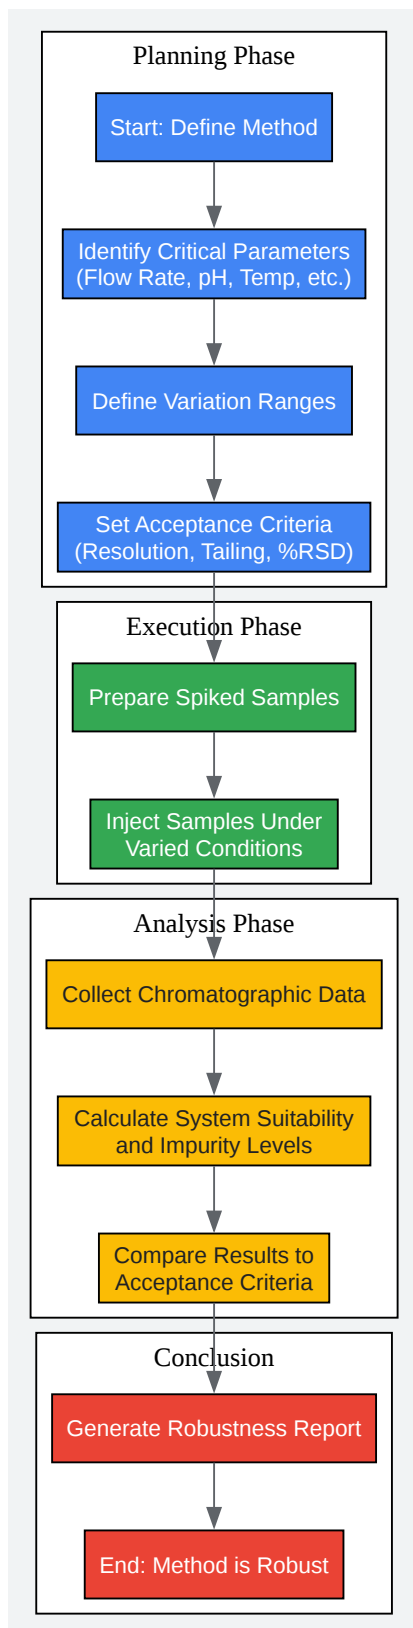 Planning Phase
Start: Define Method
Identify Critical Parameters
(Flow Rate, pH, Temp, etc.)
Define Variation Ranges
Set Acceptance Criteria
(Resolution, Tailing, %RSD)
Execution Phase
Prepare Spiked Samples
Inject Samples Under
Varied Conditions
Analysis Phase
Collect Chromatographic Data
Calculate System Suitability
and Impurity Levels
Compare Results to
Acceptance Criteria
Conclusion
Generate Robustness Report
End: Method is Robust